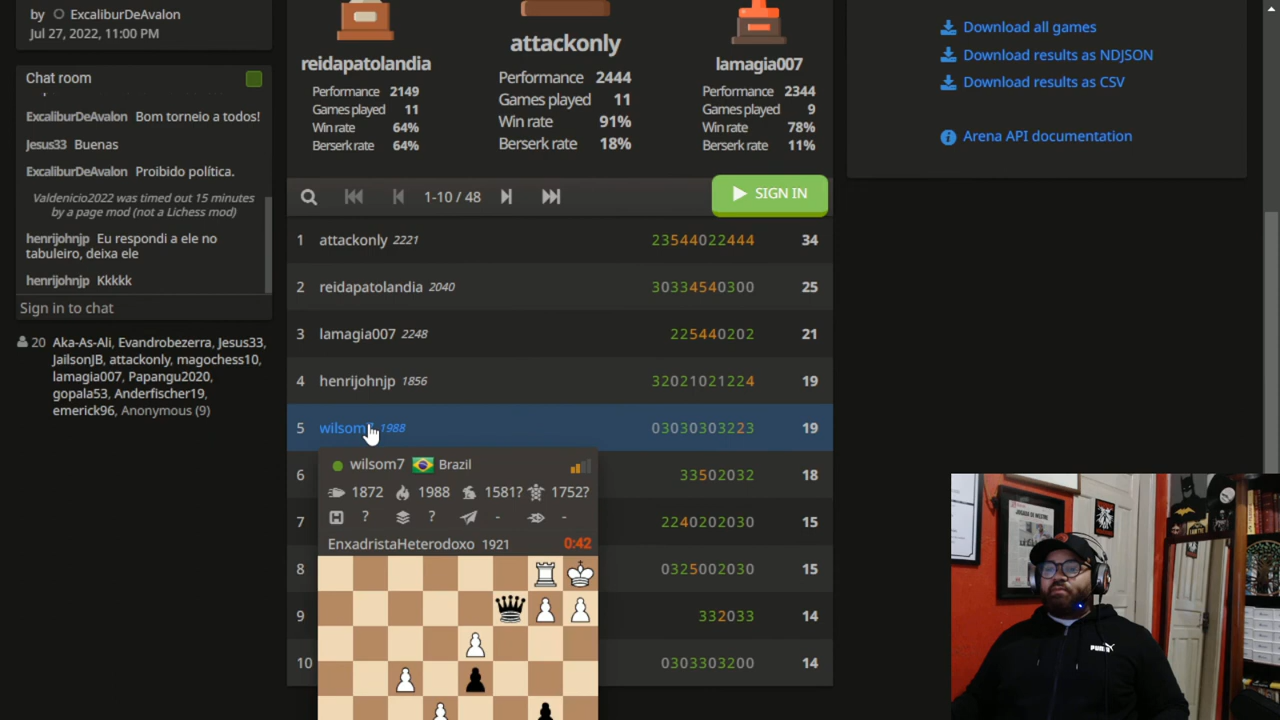 by ExcaliburDeAvalon
Jul 27, 2022, 11:00 PM
Chat room
ExcaliburDeAvalon Bom torneio a todos!
Jesus33 Buenas
ExcaliburDeAvalon Proibido política.
Valdenicio2022 was timed out 15 minutes
by a page mod (not a Lichess mod)
henrijohnjp Eu respondi a ele no
tabuleiro, deixa ele
henrijohnjp Kkkkk
Sign in to chat
20 Aka-As-Ali, Evandrobezerra, Jesus33,
JailsonJB, attackonly, magochess10,
lamagia007, Papangu2020,
gopala53, Anderfischer19,
emerick96, Anonymous (9)
reidapatolandia
Performance 2149
Games played 11
Win rate 64%
Berserk rate 64%
attackonly
Performance 2444
Games played 11
Win rate 91%
Berserk rate 18%
lamagia007
Performance 2344
Games played 9
Win rate 78%
Berserk rate 11%
1-10 / 48
SIGN IN
1 attackonly 2221 23544022444 34
2 reidapatolandia 2040 30334540300 25
3 lamagia007 2248 225440202 21
4 henrijohnjp 1856 32021021224 19
5 wilsom 1988 03030303223 19
wilsom7 Brazil
1872 1988 1581? 1752?
? ? - -
EnxadristaHeterodoxo 1921 0:42
6 33502032 18
7 2240202030 15
8 0325002030 15
9 332033 14
10 0303303200 14
Download all games
Download results as NDJSON
Download results as CSV
Arena API documentation
PUMA